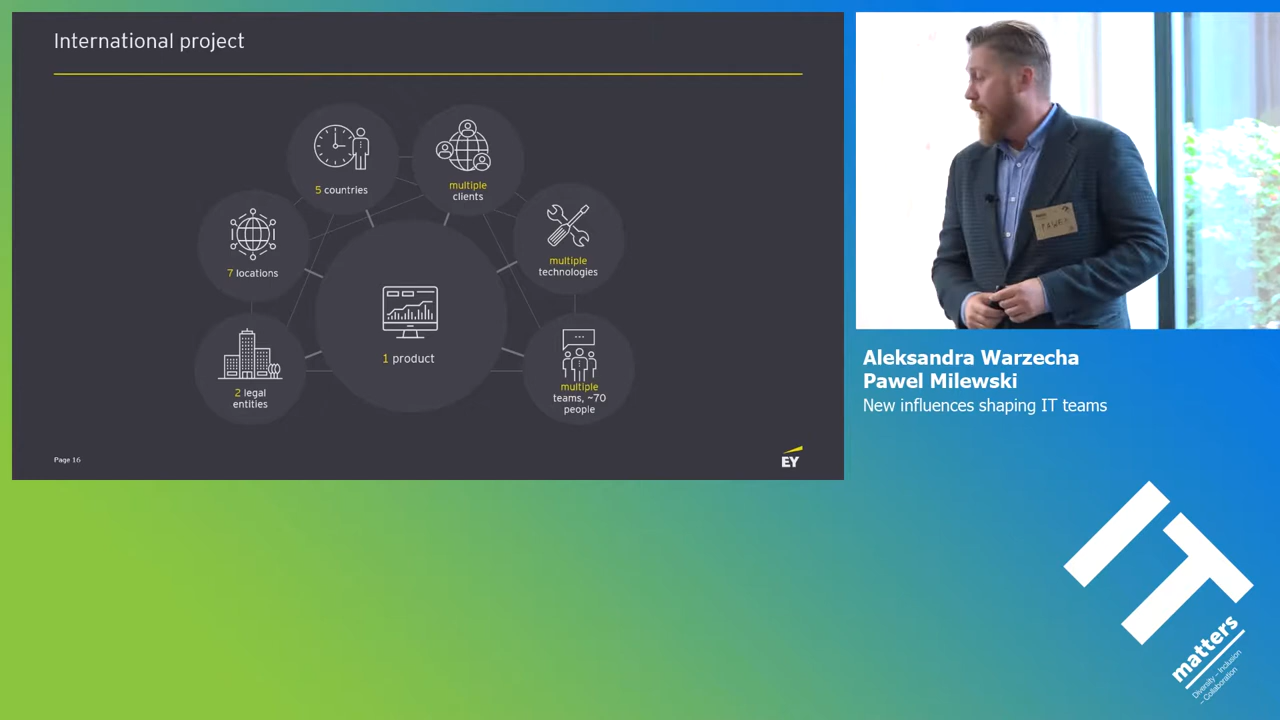 International project
5 countries
multiple
clients
7 locations
multiple
technologies
1 product
2 legal
entities
multiple
teams, ~70
people
Page 16
EY
Aleksandra Warzecha
Pawel Milewski
New influences shaping IT teams
IT
matters
Diversity – Inclusion
– Collaboration